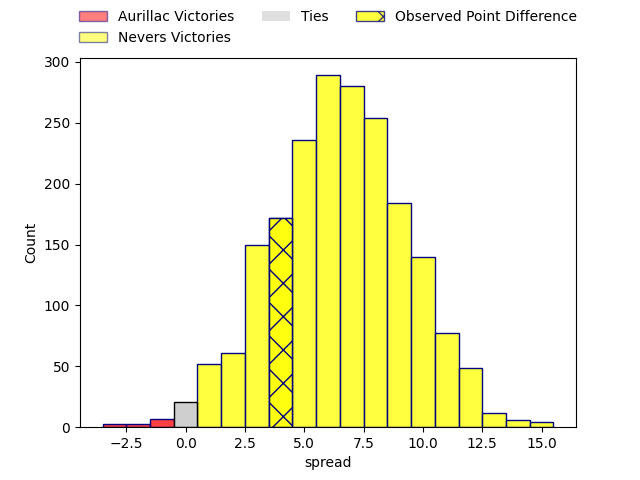 Aurillac Victories
Ties
Observed Point Difference
Nevers Victories
300
250
200
150
100
50
0
Count
−2.5 0.0 2.5 5.0 7.5 10.0 12.5 15.0
spread